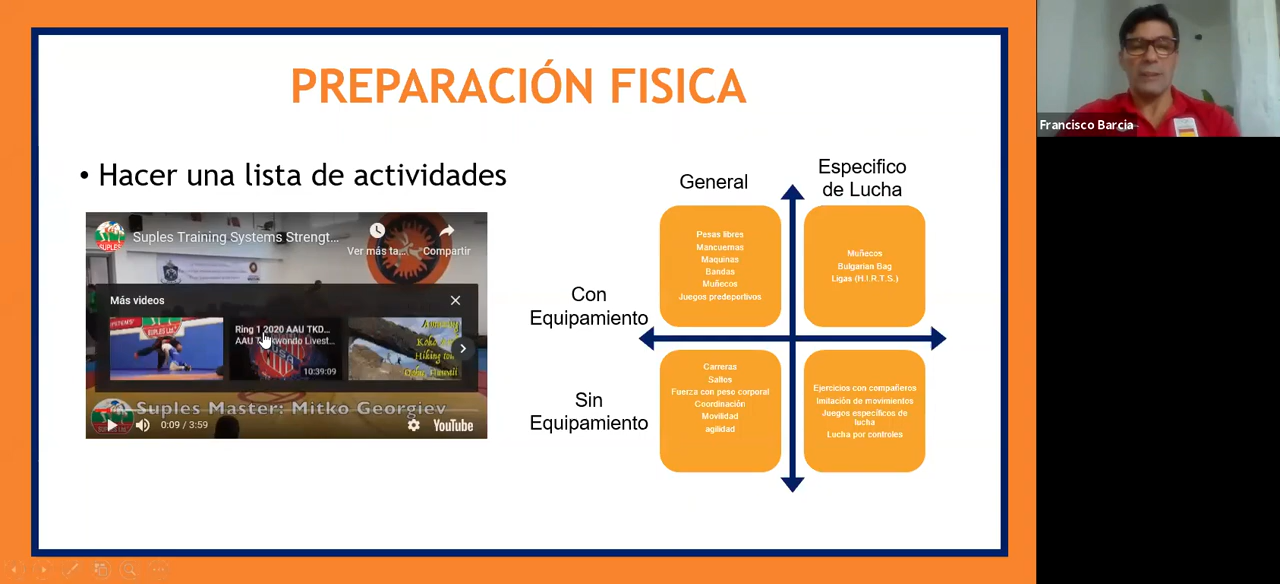 PREPARACIÓN FISICA
• Hacer una lista de actividades
SUPLES
Suples Training Systems Strengt...
Ver más ta...
Compartir
Más videos
Ring 1 2020 AAU TKD...
AAU Taekwondo Livest...
10:39:09
Suples Master: Mitko Georgiev
0:09 / 3:59
YouTube
General
Especifico
de Lucha
Con
Equipamiento
Sin
Equipamiento
Pesas libres
Mancuernas
Maquinas
Bandas
Muñecos
Juegos predeportivos
Muñecos
Bulgarian Bag
Ligas (H.I.R.T.S.)
Carreras
Saltos
Fuerza con peso corporal
Coordinación
Movilidad
agilidad
Ejercicios con compañeros
Imitación de movimientos
Juegos específicos de
lucha
Lucha por controles
Francisco Barcia